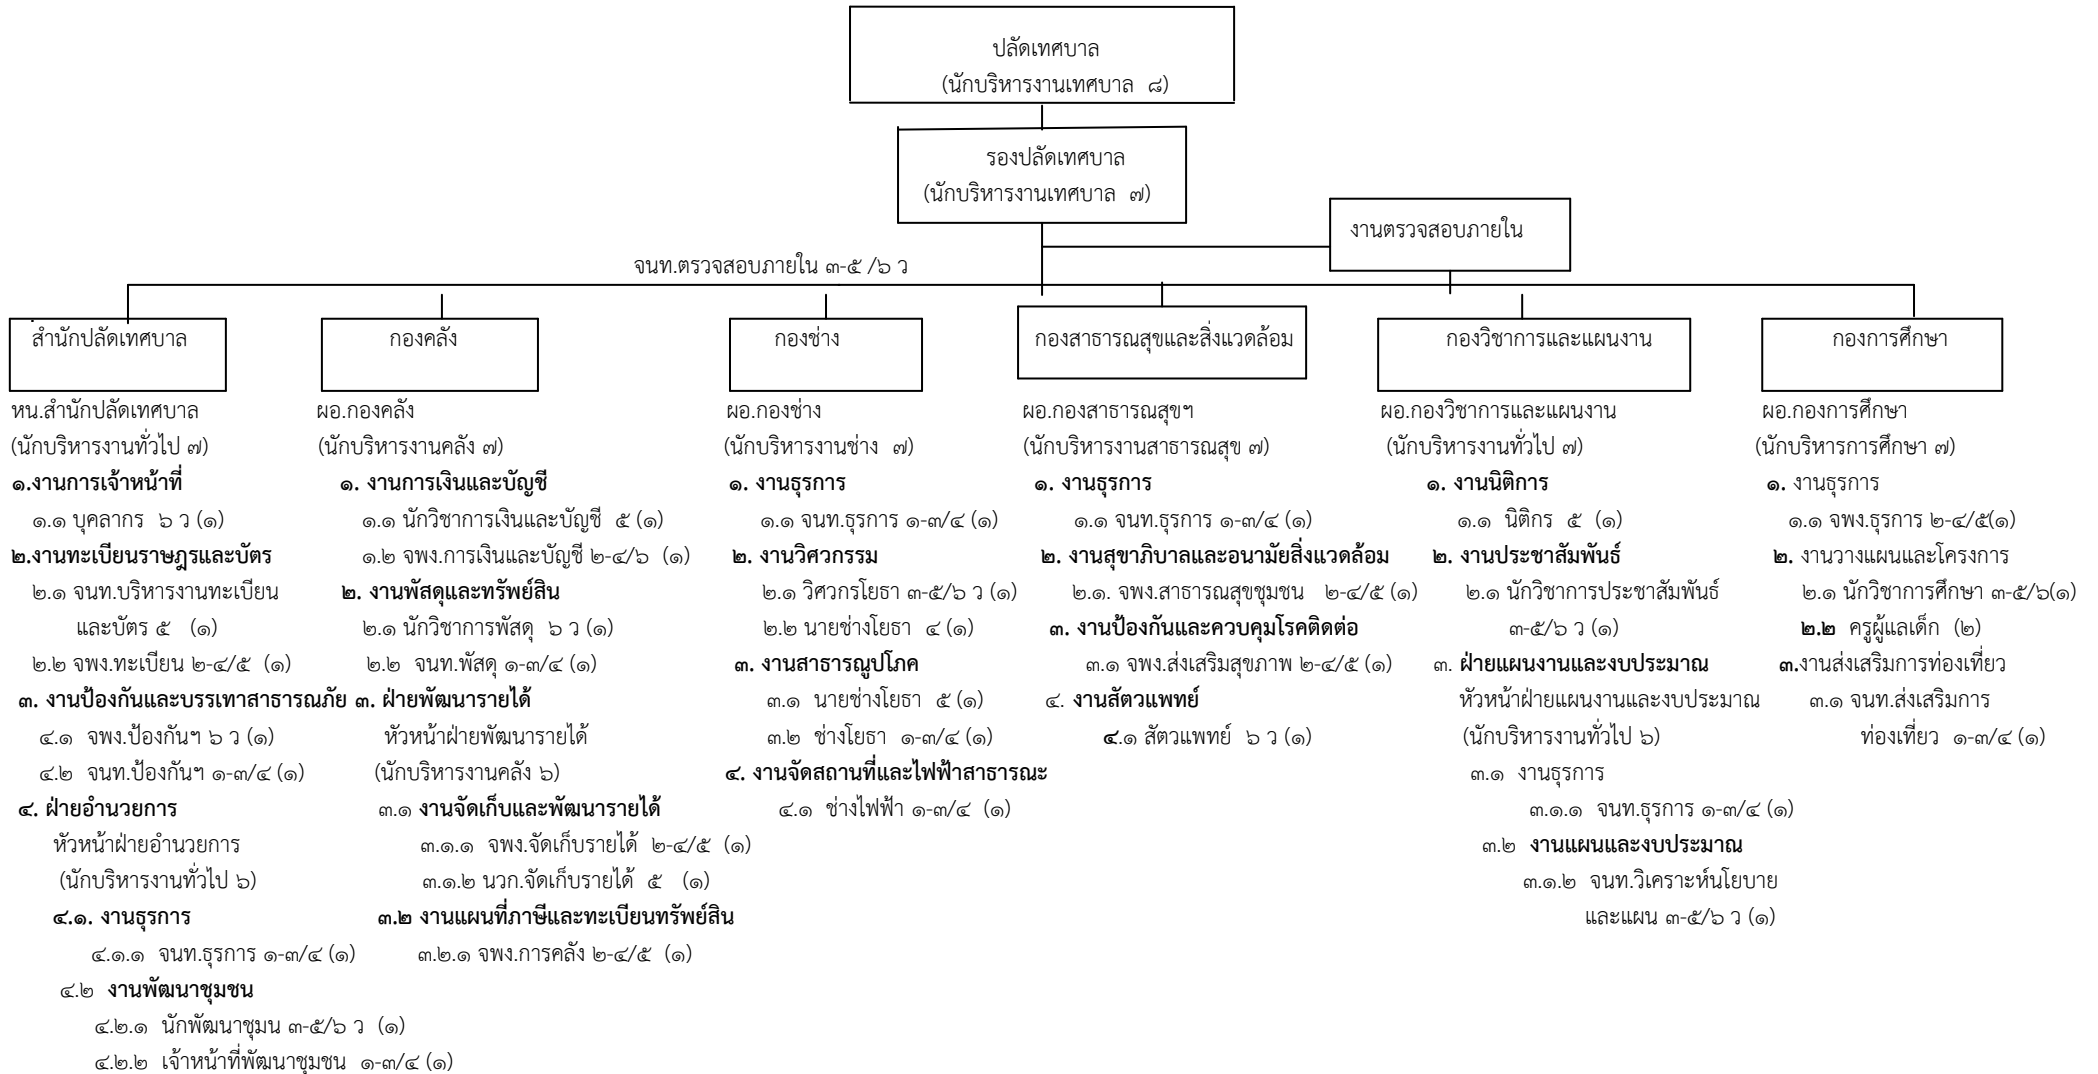 ปลัดเทศบาล
(นักบริหารงานเทศบาล ๘)
รองปลัดเทศบาล
(นักบริหารงานเทศบาล ๗)
งานตรวจสอบภายใน
จนท.ตรวจสอบภายใน ๓-๕ /๖ ว
สำนักปลัดเทศบาล
หน.สำนักปลัดเทศบาล
(นักบริหารงานทั่วไป ๗)
๑.งานการเจ้าหน้าที่
๑.๑ บุคลากร ๖ ว (๑)
๒.งานทะเบียนราษฎรและบัตร
๒.๑ จนท.บริหารงานทะเบียน
และบัตร ๕ (๑)
๒.๒ จพง.ทะเบียน ๒-๔/๕ (๑)
๓. งานป้องกันและบรรเทาสาธารณภัย
๔.๑ จพง.ป้องกันฯ ๖ ว (๑)
๔.๒ จนท.ป้องกันฯ ๑-๓/๔ (๑)
๔. ฝ่ายอำนวยการ
หัวหน้าฝ่ายอำนวยการ
(นักบริหารงานทั่วไป ๖)
๔.๑. งานธุรการ
๔.๑.๑ จนท.ธุรการ ๑-๓/๔ (๑)
๔.๒ งานพัฒนาชุมชน
๔.๒.๑ นักพัฒนาชุมน ๓-๕/๖ ว (๑)
๔.๒.๒ เจ้าหน้าที่พัฒนาชุมชน ๑-๓/๔ (๑)
กองคลัง
ผอ.กองคลัง
(นักบริหารงานคลัง ๗)
๑. งานการเงินและบัญชี
๑.๑ นักวิชาการเงินและบัญชี ๕ (๑)
๑.๒ จพง.การเงินและบัญชี ๒-๔/๖ (๑)
๒. งานพัสดุและทรัพย์สิน
๒.๑ นักวิชาการพัสดุ ๖ ว (๑)
๒.๒ จนท.พัสดุ ๑-๓/๔ (๑)
๓. ฝ่ายพัฒนารายได้
หัวหน้าฝ่ายพัฒนารายได้
(นักบริหารงานคลัง ๖)
๓.๑ งานจัดเก็บและพัฒนารายได้
๓.๑.๑ จพง.จัดเก็บรายได้ ๒-๔/๕ (๑)
๓.๑.๒ นวก.จัดเก็บรายได้ ๕ (๑)
๓.๒ งานแผนที่ภาษีและทะเบียนทรัพย์สิน
๓.๒.๑ จพง.การคลัง ๒-๔/๕ (๑)
กองช่าง
ผอ.กองช่าง
(นักบริหารงานช่าง ๗)
๑. งานธุรการ
๑.๑ จนท.ธุรการ ๑-๓/๔ (๑)
๒. งานวิศวกรรม
๒.๑ วิศวกรโยธา ๓-๕/๖ ว (๑)
๒.๒ นายช่างโยธา ๔ (๑)
๓. งานสาธารณูปโภค
๓.๑ นายช่างโยธา ๕ (๑)
๓.๒ ช่างโยธา ๑-๓/๔ (๑)
๔. งานจัดสถานที่และไฟฟ้าสาธารณะ
๔.๑ ช่างไฟฟ้า ๑-๓/๔ (๑)
กองสาธารณสุขและสิ่งแวดล้อม
ผอ.กองสาธารณสุขฯ
(นักบริหารงานสาธารณสุข ๗)
๑. งานธุรการ
๑.๑ จนท.ธุรการ ๑-๓/๔ (๑)
๒. งานสุขาภิบาลและอนามัยสิ่งแวดล้อม
๒.๑. จพง.สาธารณสุขชุมชน ๒-๔/๕ (๑)
๓. งานป้องกันและควบคุมโรคติดต่อ
๓.๑ จพง.ส่งเสริมสุขภาพ ๒-๔/๕ (๑)
๔. งานสัตวแพทย์
๔.๑ สัตวแพทย์ ๖ ว (๑)
กองวิชาการและแผนงาน
ผอ.กองวิชาการและแผนงาน
(นักบริหารงานทั่วไป ๗)
๑. งานนิติการ
๑.๑ นิติกร ๕ (๑)
๒. งานประชาสัมพันธ์
๒.๑ นักวิชาการประชาสัมพันธ์
๓-๕/๖ ว (๑)
๓. ฝ่ายแผนงานและงบประมาณ
หัวหน้าฝ่ายแผนงานและงบประมาณ
(นักบริหารงานทั่วไป ๖)
๓.๑ งานธุรการ
๓.๑.๑ จนท.ธุรการ ๑-๓/๔ (๑)
๓.๒ งานแผนและงบประมาณ
๓.๑.๒ จนท.วิเคราะห์นโยบาย
และแผน ๓-๕/๖ ว (๑)
กองการศึกษา
ผอ.กองการศึกษา
(นักบริหารการศึกษา ๗)
๑. งานธุรการ
๑.๑ จพง.ธุรการ ๒-๔/๕(๑)
๒. งานวางแผนและโครงการ
๒.๑ นักวิชาการศึกษา ๓-๕/๖(๑)
๒.๒ ครูผู้แลเด็ก (๒)
๓.งานส่งเสริมการท่องเที่ยว
๓.๑ จนท.ส่งเสริมการ
ท่องเที่ยว ๑-๓/๔ (๑)